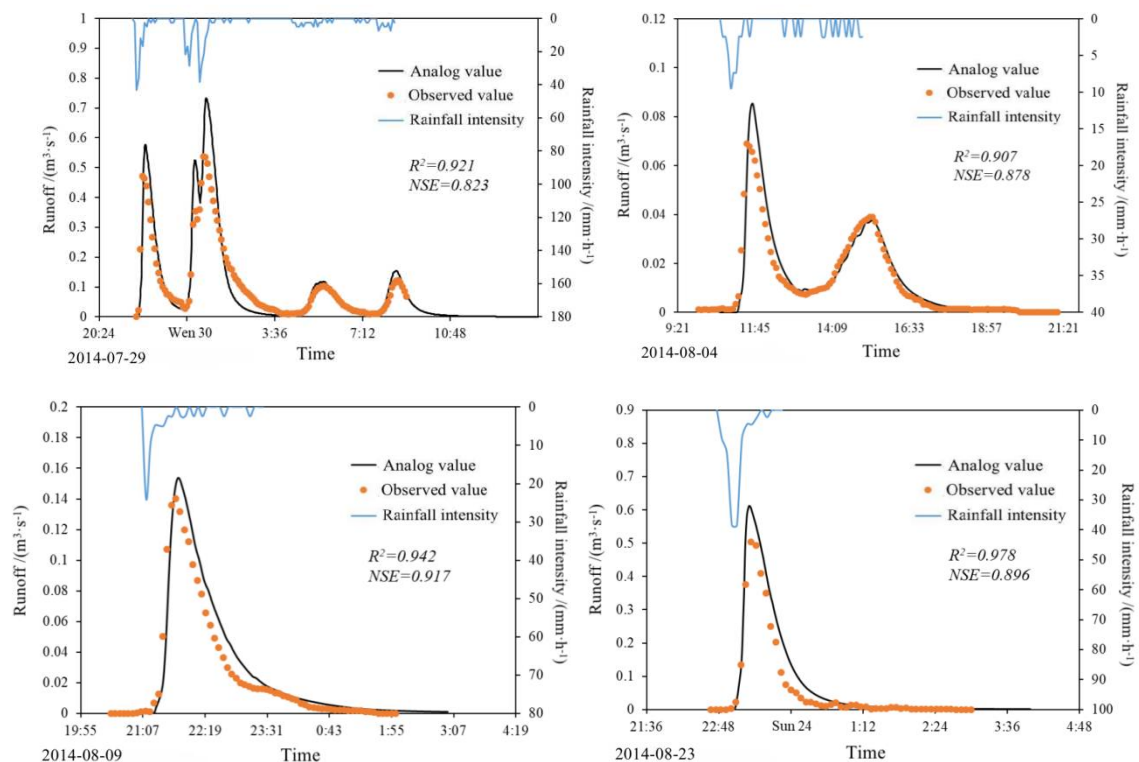 1
0.9
0.8
0.7
0.6
0.5
0.4
0.3
0.2
0.1
0
Runoff /(m³·s⁻¹)
0
20
40
60
80
100
120
140
160
180
Rainfall intensity /(mm·h⁻¹)
Analog value
Observed value
Rainfall intensity
R²=0.921
NSE=0.823
20:24 Wen 30 3:36 7:12 10:48
2014-07-29
Time
0.12
0.1
0.08
0.06
0.04
0.02
0
Runoff /(m³·s⁻¹)
0
5
10
15
20
25
30
35
40
Rainfall intensity /(mm·h⁻¹)
Analog value
Observed value
Rainfall intensity
R²=0.907
NSE=0.878
9:21 11:45 14:09 16:33 18:57 21:21
2014-08-04
Time
0.2
0.18
0.16
0.14
0.12
0.1
0.08
0.06
0.04
0.02
0
Runoff /(m³·s⁻¹)
0
10
20
30
40
50
60
70
80
Rainfall intensity /(mm·h⁻¹)
Analog value
Observed value
Rainfall intensity
R²=0.942
NSE=0.917
19:55 21:07 22:19 23:31 0:43 1:55 3:07 4:19
2014-08-09
Time
0.9
0.8
0.7
0.6
0.5
0.4
0.3
0.2
0.1
0
Runoff /(m³·s⁻¹)
0
10
20
30
40
50
60
70
80
90
100
Rainfall intensity /(mm·h⁻¹)
Analog value
Observed value
Rainfall intensity
R²=0.978
NSE=0.896
21:36 22:48 Sun 24 1:12 2:24 3:36 4:48
2014-08-23
Time